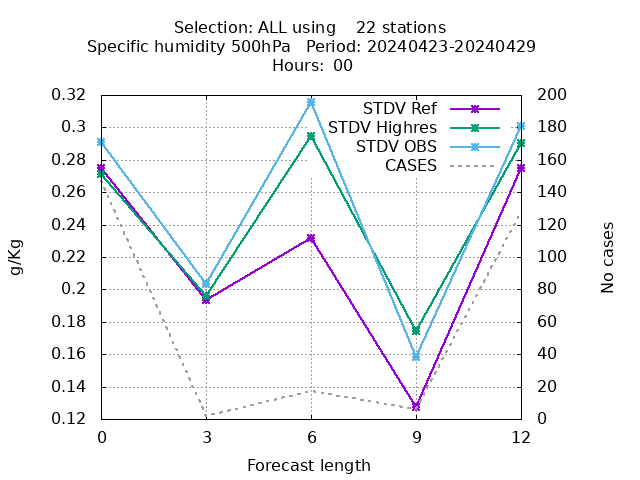 Selection: ALL using    22 stations
Specific humidity 500hPa   Period: 20240423-20240429
Hours:  00
STDV Ref
STDV Highres
STDV OBS
CASES
0.32
0.3
0.28
0.26
0.24
0.22
0.2
0.18
0.16
0.14
0.12
200
180
160
140
120
100
80
60
40
20
0
g/Kg
No cases
0 3 6 9 12
Forecast length